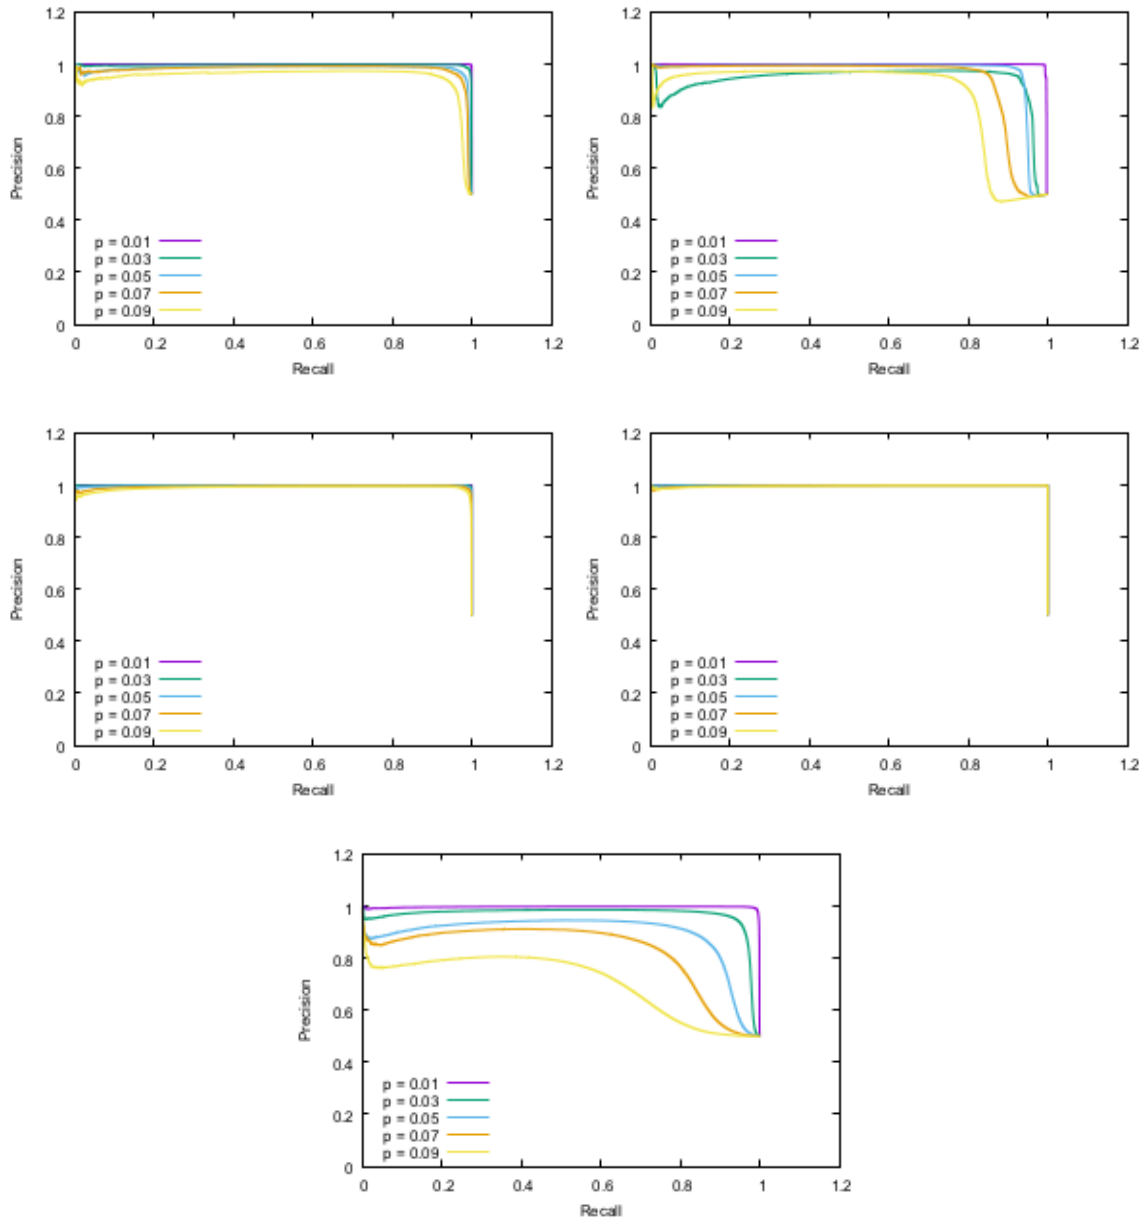 1.2
1
0.8
0.6
0.4
0.2
0
Precision
p = 0.01
p = 0.03
p = 0.05
p = 0.07
p = 0.09
0 0.2 0.4 0.6 0.8 1 1.2
Recall
1.2
1
0.8
0.6
0.4
0.2
0
Precision
p = 0.01
p = 0.03
p = 0.05
p = 0.07
p = 0.09
0 0.2 0.4 0.6 0.8 1 1.2
Recall
1.2
1
0.8
0.6
0.4
0.2
0
Precision
p = 0.01
p = 0.03
p = 0.05
p = 0.07
p = 0.09
0 0.2 0.4 0.6 0.8 1 1.2
Recall
1.2
1
0.8
0.6
0.4
0.2
0
Precision
p = 0.01
p = 0.03
p = 0.05
p = 0.07
p = 0.09
0 0.2 0.4 0.6 0.8 1 1.2
Recall
1.2
1
0.8
0.6
0.4
0.2
0
Precision
p = 0.01
p = 0.03
p = 0.05
p = 0.07
p = 0.09
0 0.2 0.4 0.6 0.8 1 1.2
Recall